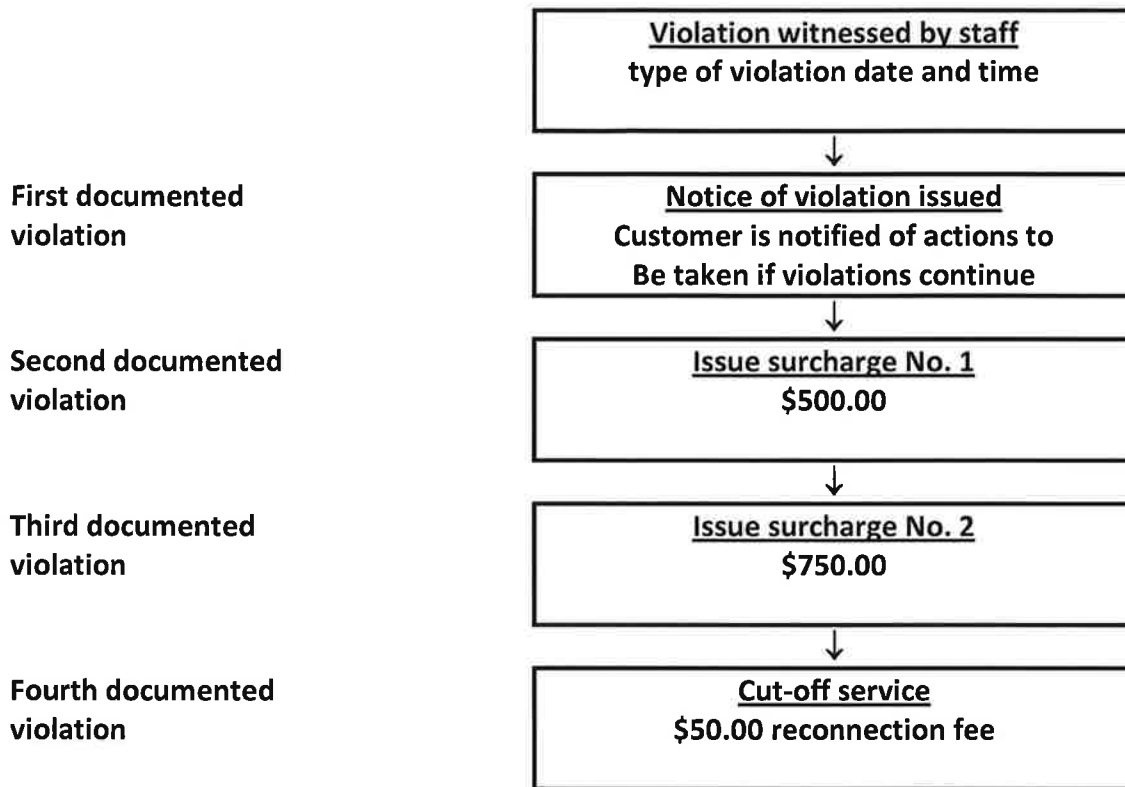 Violation witnessed by staff
type of violation date and time
↓
First documented
violation
Notice of violation issued
Customer is notified of actions to
Be taken if violations continue
↓
Second documented
violation
Issue surcharge No. 1
$500.00
↓
Third documented
violation
Issue surcharge No. 2
$750.00
↓
Fourth documented
violation
Cut-off service
$50.00 reconnection fee